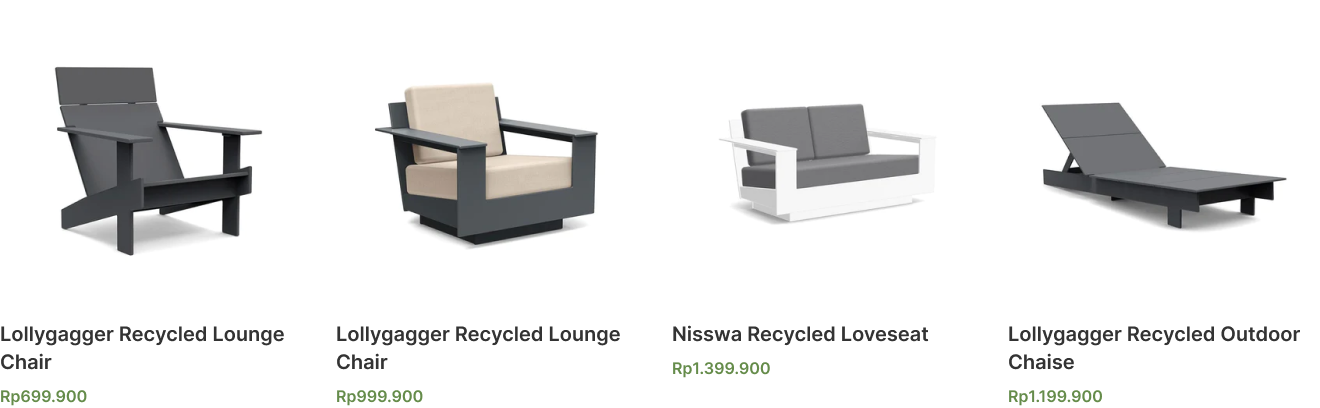 Lollygagger Recycled Lounge
Chair
Rp699.900
Lollygagger Recycled Lounge
Chair
Rp999.900
Nisswa Recycled Loveseat
Rp1.399.900
Lollygagger Recycled Outdoor
Chaise
Rp1.199.900